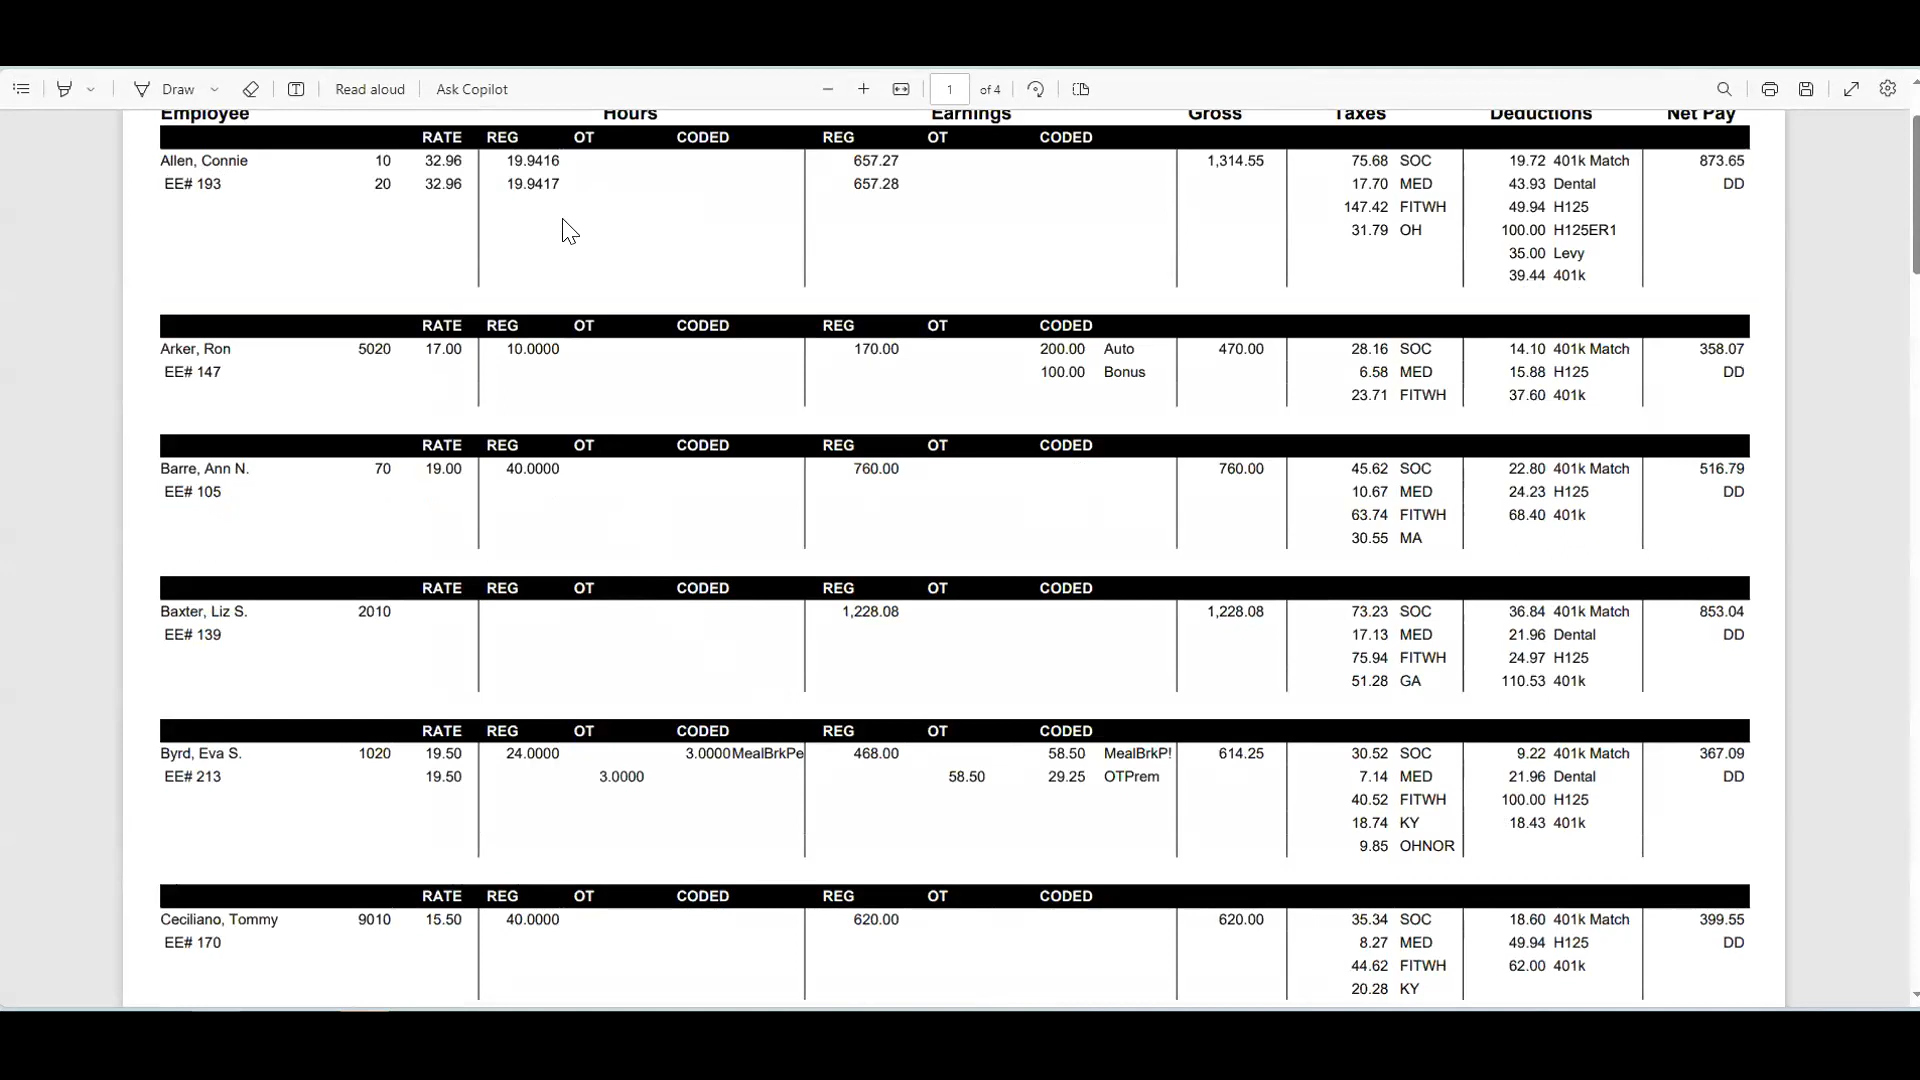 Draw Read aloud Ask Copilot 1 of 4
Employee Hours Earnings Gross Taxes Deductions Net Pay
RATE REG OT CODED REG OT CODED
Allen, Connie 10 32.96 19.9416 657.27 1,314.55 75.68 SOC 19.72 401k Match 873.65
EE# 193 20 32.96 19.9417 657.28 17.70 MED 43.93 Dental DD
147.42 FITWH 49.94 H125
31.79 OH 100.00 H125ER1
35.00 Levy
39.44 401k
RATE REG OT CODED REG OT CODED
Arker, Ron 5020 17.00 10.0000 170.00 200.00 Auto 470.00 28.16 SOC 14.10 401k Match 358.07
EE# 147 100.00 Bonus 6.58 MED 15.88 H125 DD
23.71 FITWH 37.60 401k
RATE REG OT CODED REG OT CODED
Barre, Ann N. 70 19.00 40.0000 760.00 760.00 45.62 SOC 22.80 401k Match 516.79
EE# 105 10.67 MED 24.23 H125 DD
63.74 FITWH 68.40 401k
30.55 MA
RATE REG OT CODED REG OT CODED
Baxter, Liz S. 2010 1,228.08 1,228.08 73.23 SOC 36.84 401k Match 853.04
EE# 139 17.13 MED 21.96 Dental DD
75.94 FITWH 24.97 H125
51.28 GA 110.53 401k
RATE REG OT CODED REG OT CODED
Byrd, Eva S. 1020 19.50 24.0000 3.0000 MealBrkPe 468.00 58.50 MealBrkP! 614.25 30.52 SOC 9.22 401k Match 367.09
EE# 213 19.50 3.0000 58.50 29.25 OTPrem 7.14 MED 21.96 Dental DD
40.52 FITWH 100.00 H125
18.74 KY 18.43 401k
9.85 OHNOR
RATE REG OT CODED REG OT CODED
Ceciliano, Tommy 9010 15.50 40.0000 620.00 620.00 35.34 SOC 18.60 401k Match 399.55
EE# 170 8.27 MED 49.94 H125 DD
44.62 FITWH 62.00 401k
20.28 KY